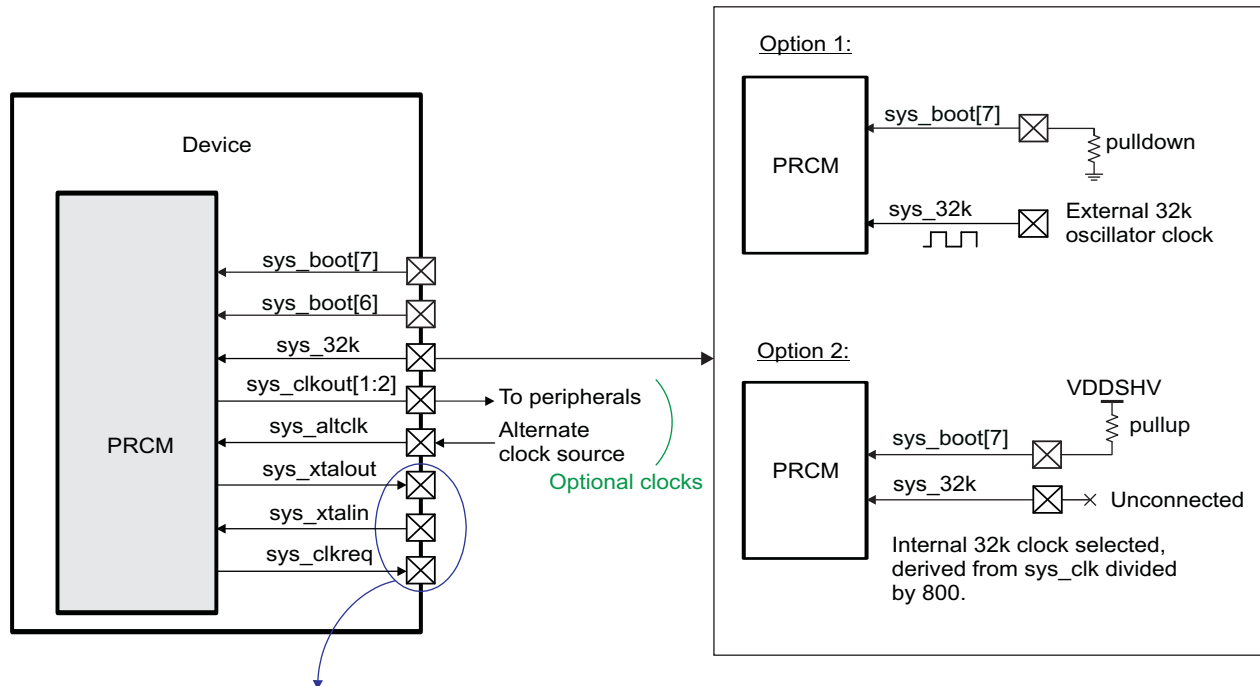 Device
PRCM
sys_boot[7]
sys_boot[6]
sys_32k
sys_clkout[1:2]
sys_altclk
sys_xtalout
sys_xtalin
sys_clkreq
To peripherals
Alternate
clock source
Optional clocks
Option 1:
PRCM
sys_boot[7]
pulldown
sys_32k
External 32k
oscillator clock
Option 2:
PRCM
VDDSHV
pullup
sys_boot[7]
sys_32k
Unconnected
Internal 32k clock selected,
derived from sys_clk divided
by 800.